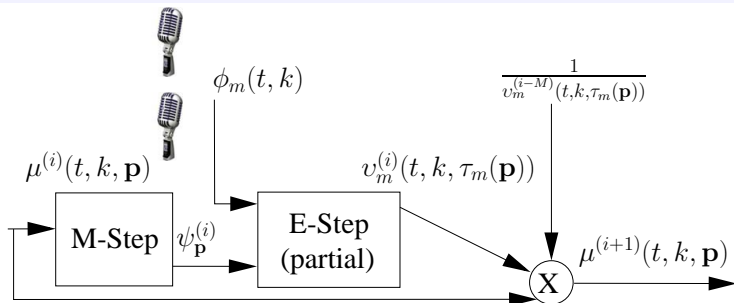 ϕ_m(t, k)
1
υ_m^{(i−M)}(t,k,τ_m(𝐩))
μ^{(i)}(t, k, 𝐩)
υ_m^{(i)}(t, k, τ_m(𝐩))
M-Step
ψ_𝐩^{(i)}
E-Step
(partial)
X
μ^{(i+1)}(t, k, 𝐩)